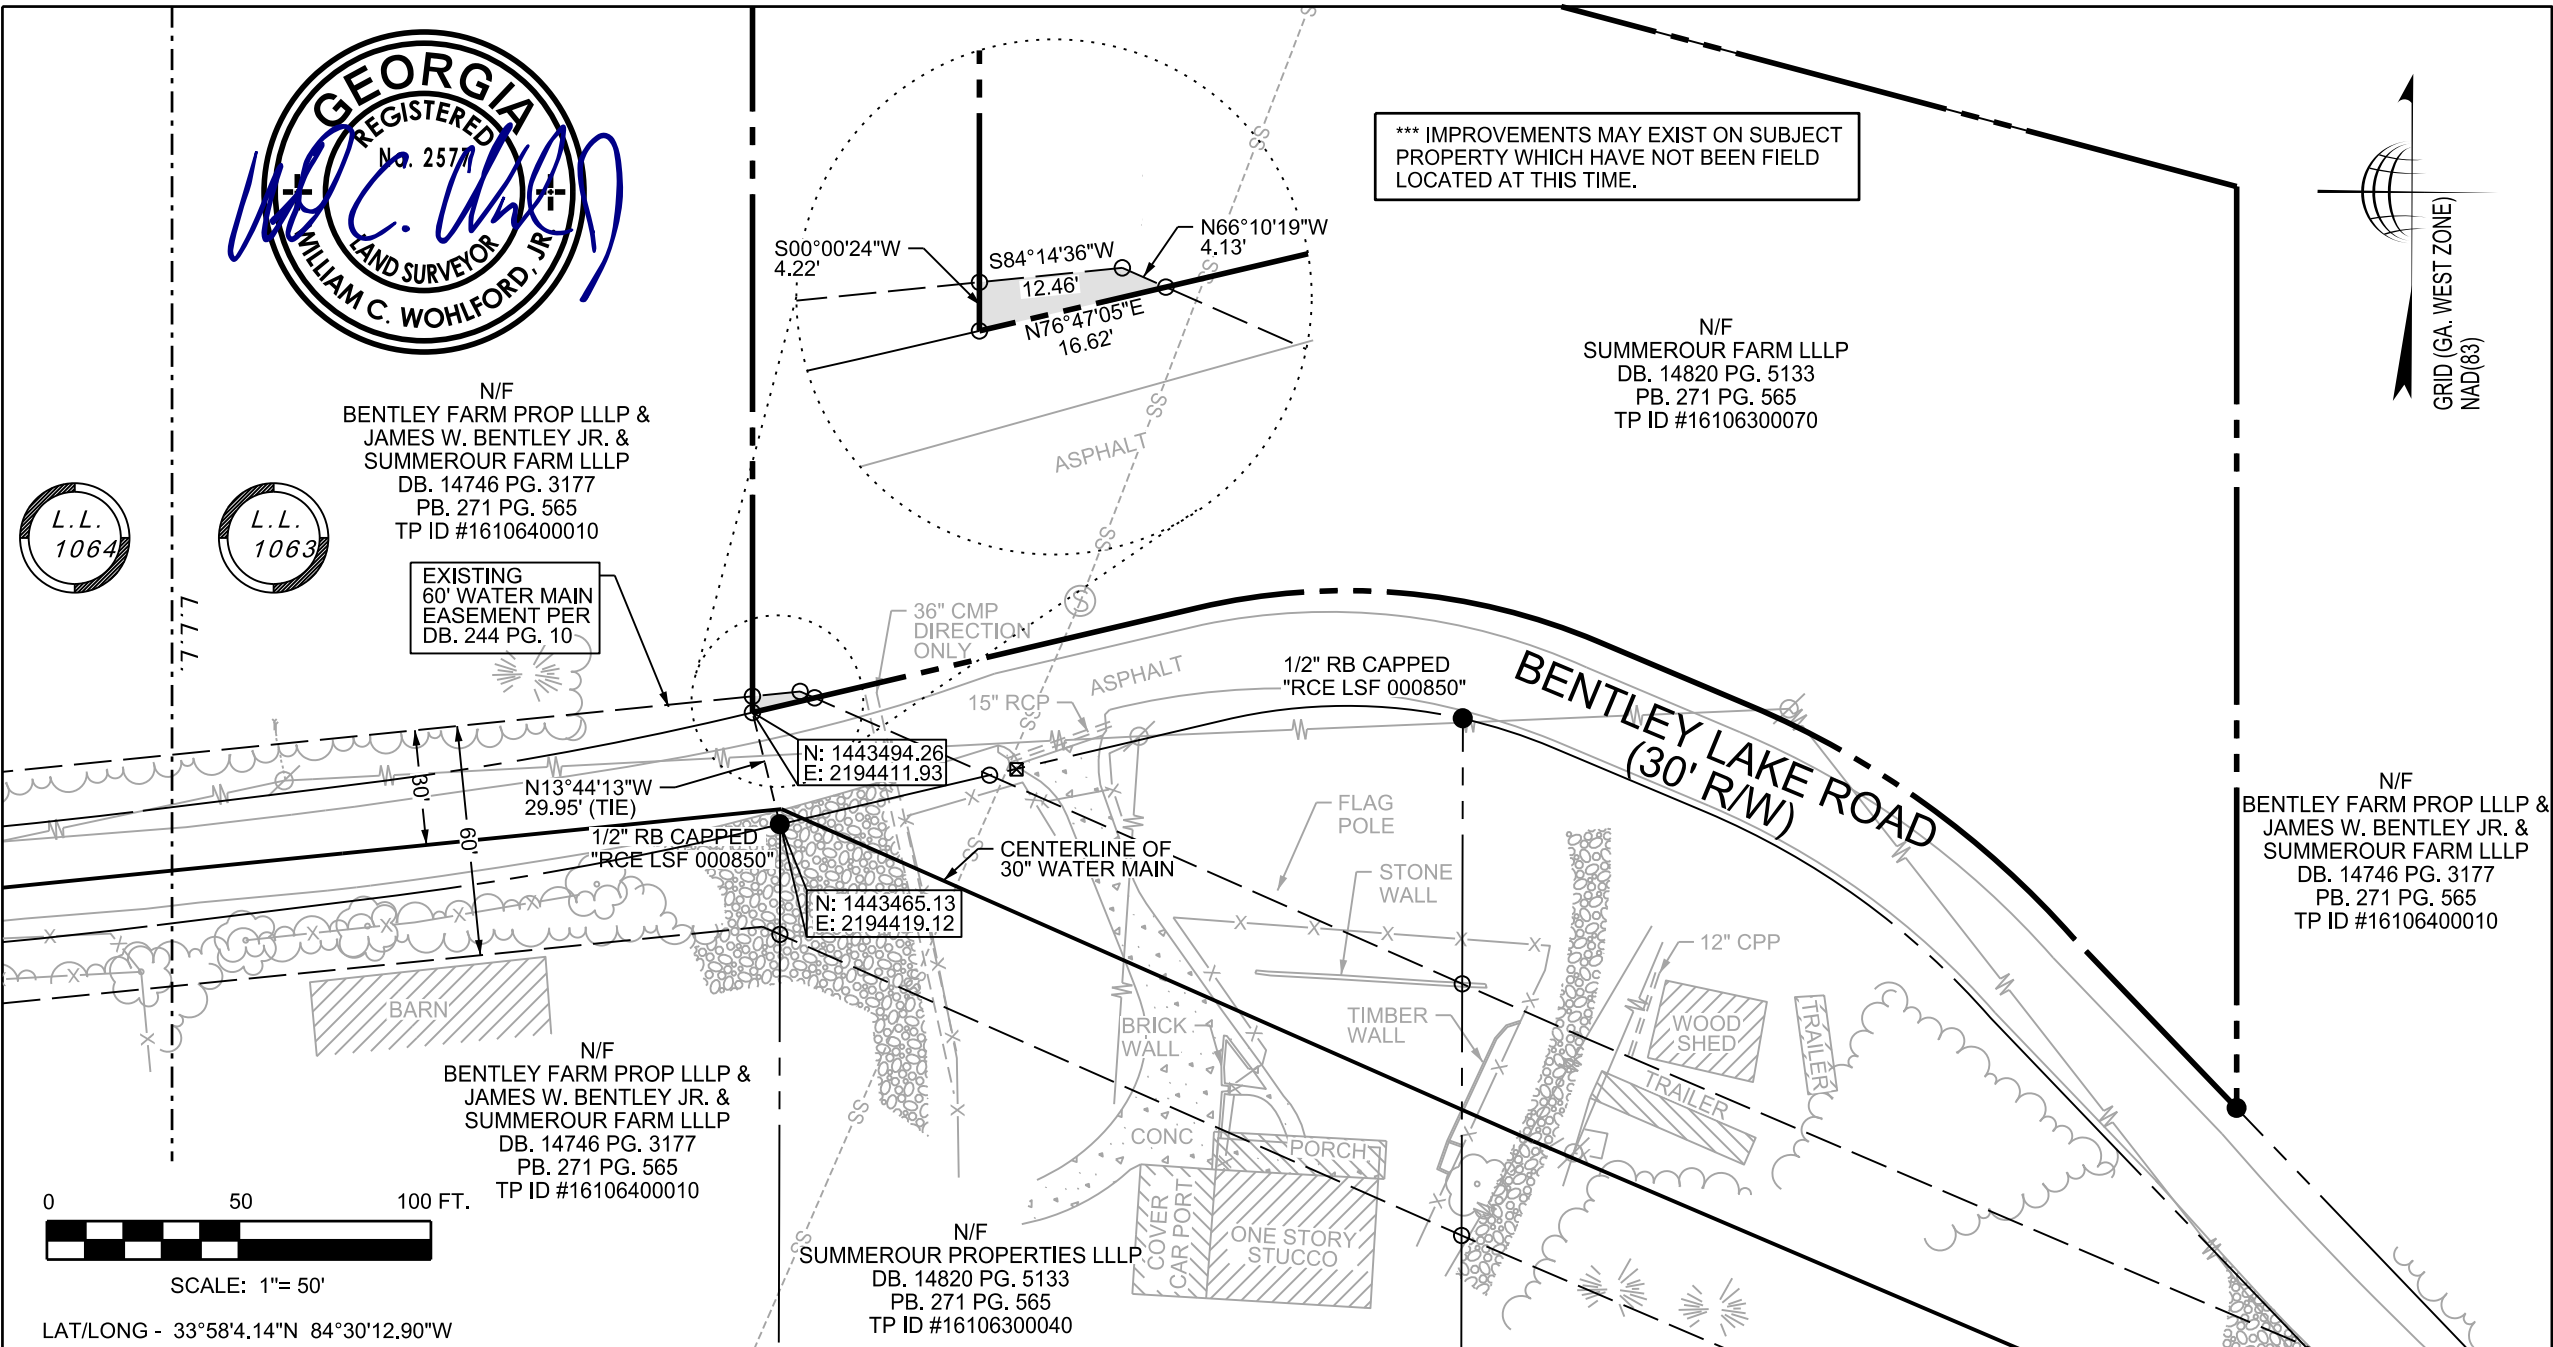 GEORGIA
REGISTERED
No. 2577
LAND SURVEYOR
WILLIAM C. WOHLFORD, JR.
*** IMPROVEMENTS MAY EXIST ON SUBJECT
PROPERTY WHICH HAVE NOT BEEN FIELD
LOCATED AT THIS TIME.
GRID (GA. WEST ZONE)
NAD(83)
S00°00'24"W
4.22'
S84°14'36"W
12.46'
N66°10'19"W
4.13'
N76°47'05"E
16.62'
ASPHALT
SS
SS
SS
SS
SS
S
N/F
SUMMEROUR FARM LLLP
DB. 14820 PG. 5133
PB. 271 PG. 565
TP ID #16106300070
N/F
BENTLEY FARM PROP LLLP &
JAMES W. BENTLEY JR. &
SUMMEROUR FARM LLLP
DB. 14746 PG. 3177
PB. 271 PG. 565
TP ID #16106400010
L.L.
1064
L.L.
1063
L.L.L.
EXISTING
60' WATER MAIN
EASEMENT PER
DB. 244 PG. 10
36" CMP
DIRECTION
ONLY
ASPHALT
15" RCP
SS
1/2" RB CAPPED
"RCE LSF 000850"
BENTLEY LAKE ROAD
(30' R/W)
N: 1443494.26
E: 2194411.93
N13°44'13"W
29.95' (TIE)
30'
60'
1/2" RB CAPPED
"RCE LSF 000850"
N: 1443465.13
E: 2194419.12
CENTERLINE OF
30" WATER MAIN
SS
FLAG
POLE
STONE
WALL
12" CPP
TIMBER
WALL
BRICK
WALL
WOOD
SHED
TRAILER
TRAILER
BARN
CONC
PORCH
COVER
CAR PORT
ONE STORY
STUCCO
SS
SS
N/F
BENTLEY FARM PROP LLLP &
JAMES W. BENTLEY JR. &
SUMMEROUR FARM LLLP
DB. 14746 PG. 3177
PB. 271 PG. 565
TP ID #16106400010
N/F
BENTLEY FARM PROP LLLP &
JAMES W. BENTLEY JR. &
SUMMEROUR FARM LLLP
DB. 14746 PG. 3177
PB. 271 PG. 565
TP ID #16106400010
N/F
SUMMEROUR PROPERTIES LLLP
DB. 14820 PG. 5133
PB. 271 PG. 565
TP ID #16106300040
0 50 100 FT.
SCALE: 1"= 50'
LAT/LONG - 33°58'4.14"N 84°30'12.90"W